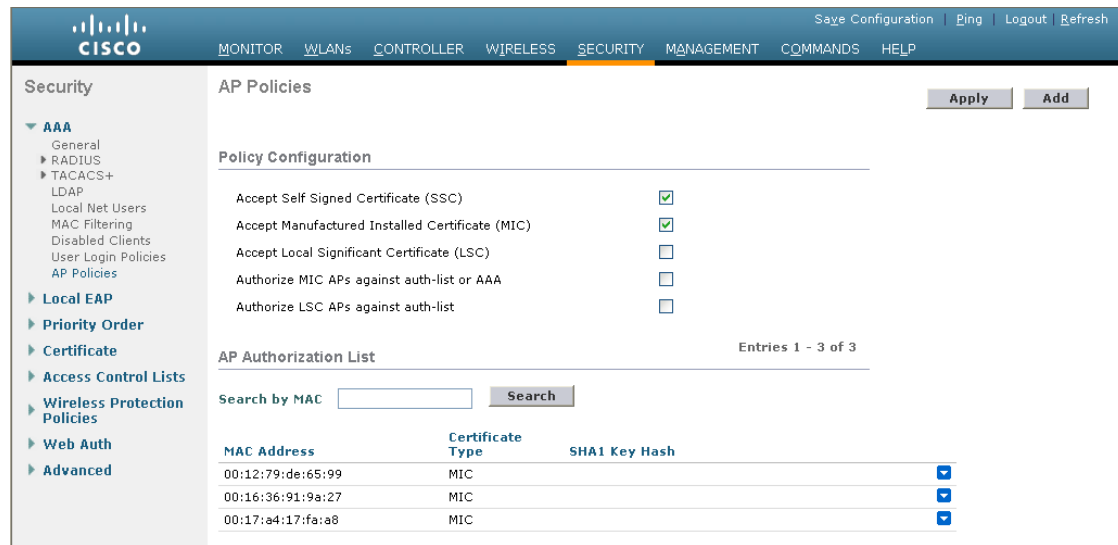 Save Configuration | Ping | Logout | Refresh
CISCO
MONITOR WLANs CONTROLLER WIRELESS SECURITY MANAGEMENT COMMANDS HELP
Security
AAA
General
RADIUS
TACACS+
LDAP
Local Net Users
MAC Filtering
Disabled Clients
User Login Policies
AP Policies
Local EAP
Priority Order
Certificate
Access Control Lists
Wireless Protection
Policies
Web Auth
Advanced
AP Policies
Apply Add
Policy Configuration
Accept Self Signed Certificate (SSC)
Accept Manufactured Installed Certificate (MIC)
Accept Local Significant Certificate (LSC)
Authorize MIC APs against auth-list or AAA
Authorize LSC APs against auth-list
AP Authorization List
Entries 1 - 3 of 3
Search by MAC Search
MAC Address Certificate Type SHA1 Key Hash
00:12:79:de:65:99 MIC
00:16:36:91:9a:27 MIC
00:17:a4:17:fa:a8 MIC